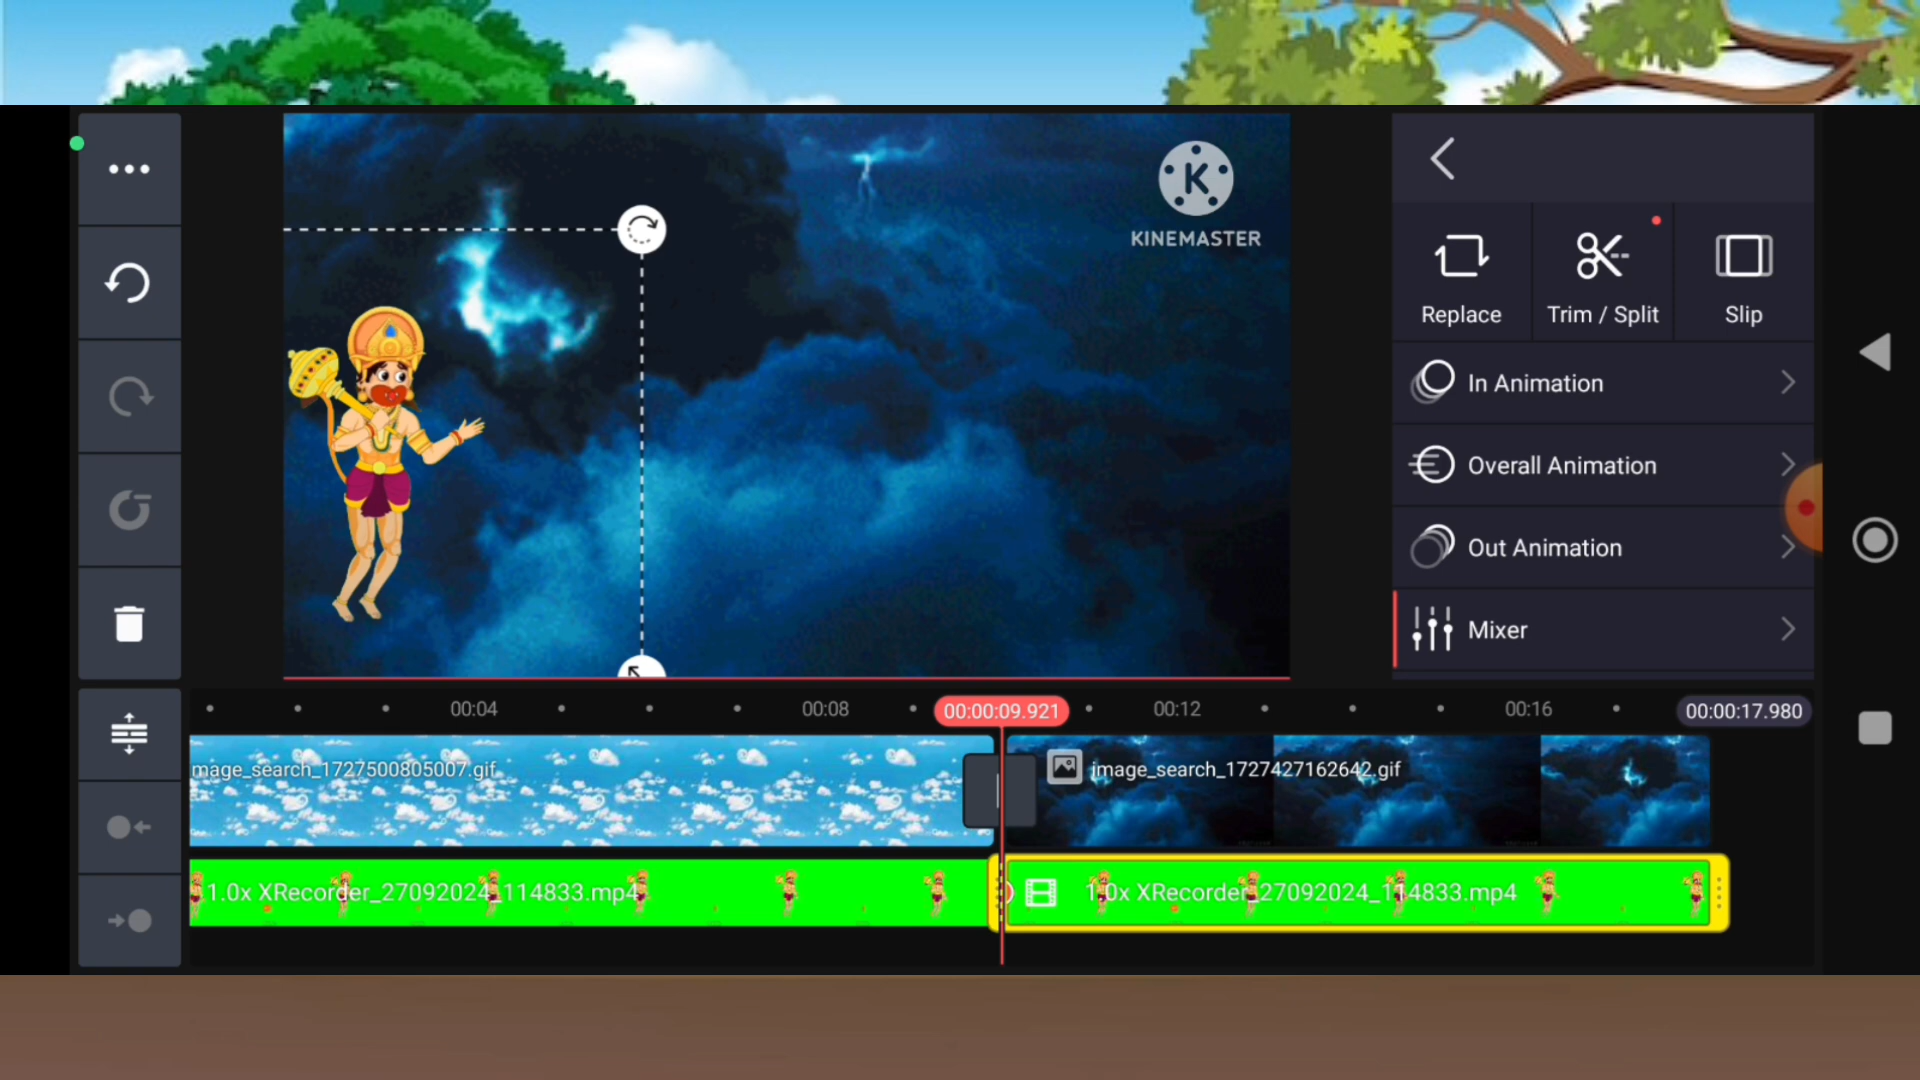 KINEMASTER
Replace
Trim / Split
Slip
In Animation
Overall Animation
Out Animation
Mixer
00:04
00:08
00:00:09.921
00:12
00:16
00:00:17.980
mage_search_1727500805007.gif
image_search_1727427162642.gif
1.0x XRecorder_27092024_114833.mp4
1.0x XRecorder_27092024_114833.mp4